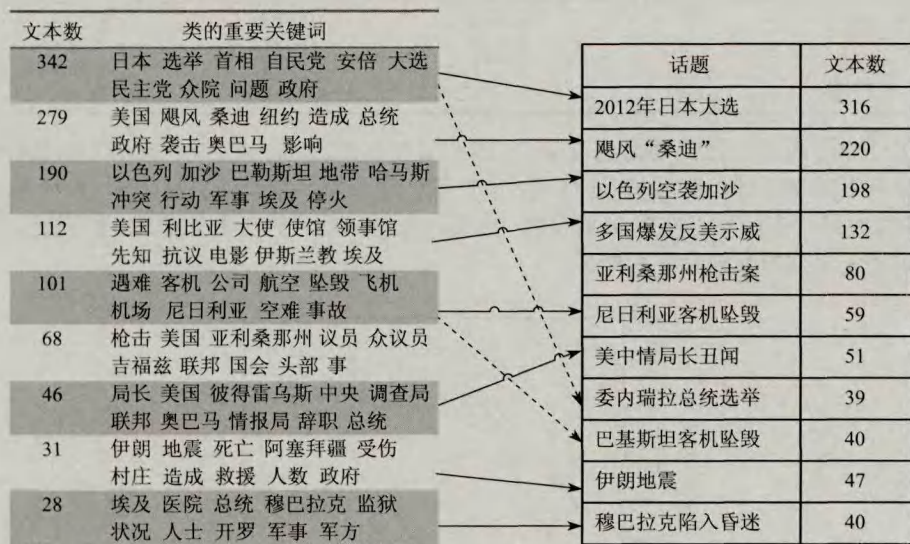 文本数 类的重要关键词
342 日本 选举 首相 自民党 安倍 大选
民主党 众院 问题 政府
279 美国 飓风 桑迪 纽约 造成 总统
政府 袭击 奥巴马 影响
190 以色列 加沙 巴勒斯坦 地带 哈马斯
冲突 行动 军事 埃及 停火
112 美国 利比亚 大使 使馆 领事馆
先知 抗议 电影 伊斯兰教 埃及
101 遇难 客机 公司 航空 坠毁 飞机
机场 尼日利亚 空难 事故
68 枪击 美国 亚利桑那州 议员 众议员
吉福兹 联邦 国会 头部 事
46 局长 美国 彼得雷乌斯 中央 调查局
联邦 奥巴马 情报局 辞职 总统
31 伊朗 地震 死亡 阿塞拜疆 受伤
村庄 造成 救援 人数 政府
28 埃及 医院 总统 穆巴拉克 监狱
状况 人士 开罗 军事 军方
话题 文本数
2012年日本大选 316
飓风“桑迪” 220
以色列空袭加沙 198
多国爆发反美示威 132
亚利桑那州枪击案 80
尼日利亚客机坠毁 59
美中情局长丑闻 51
委内瑞拉总统选举 39
巴基斯坦客机坠毁 40
伊朗地震 47
穆巴拉克陷入昏迷 40